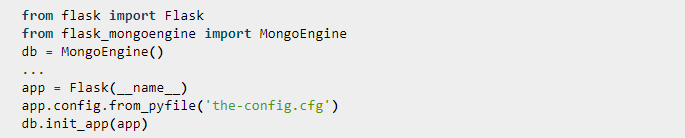 from flask import Flask
from flask_mongoengine import MongoEngine
db = MongoEngine()
...
app = Flask(__name__)
app.config.from_pyfile('the-config.cfg')
db.init_app(app)